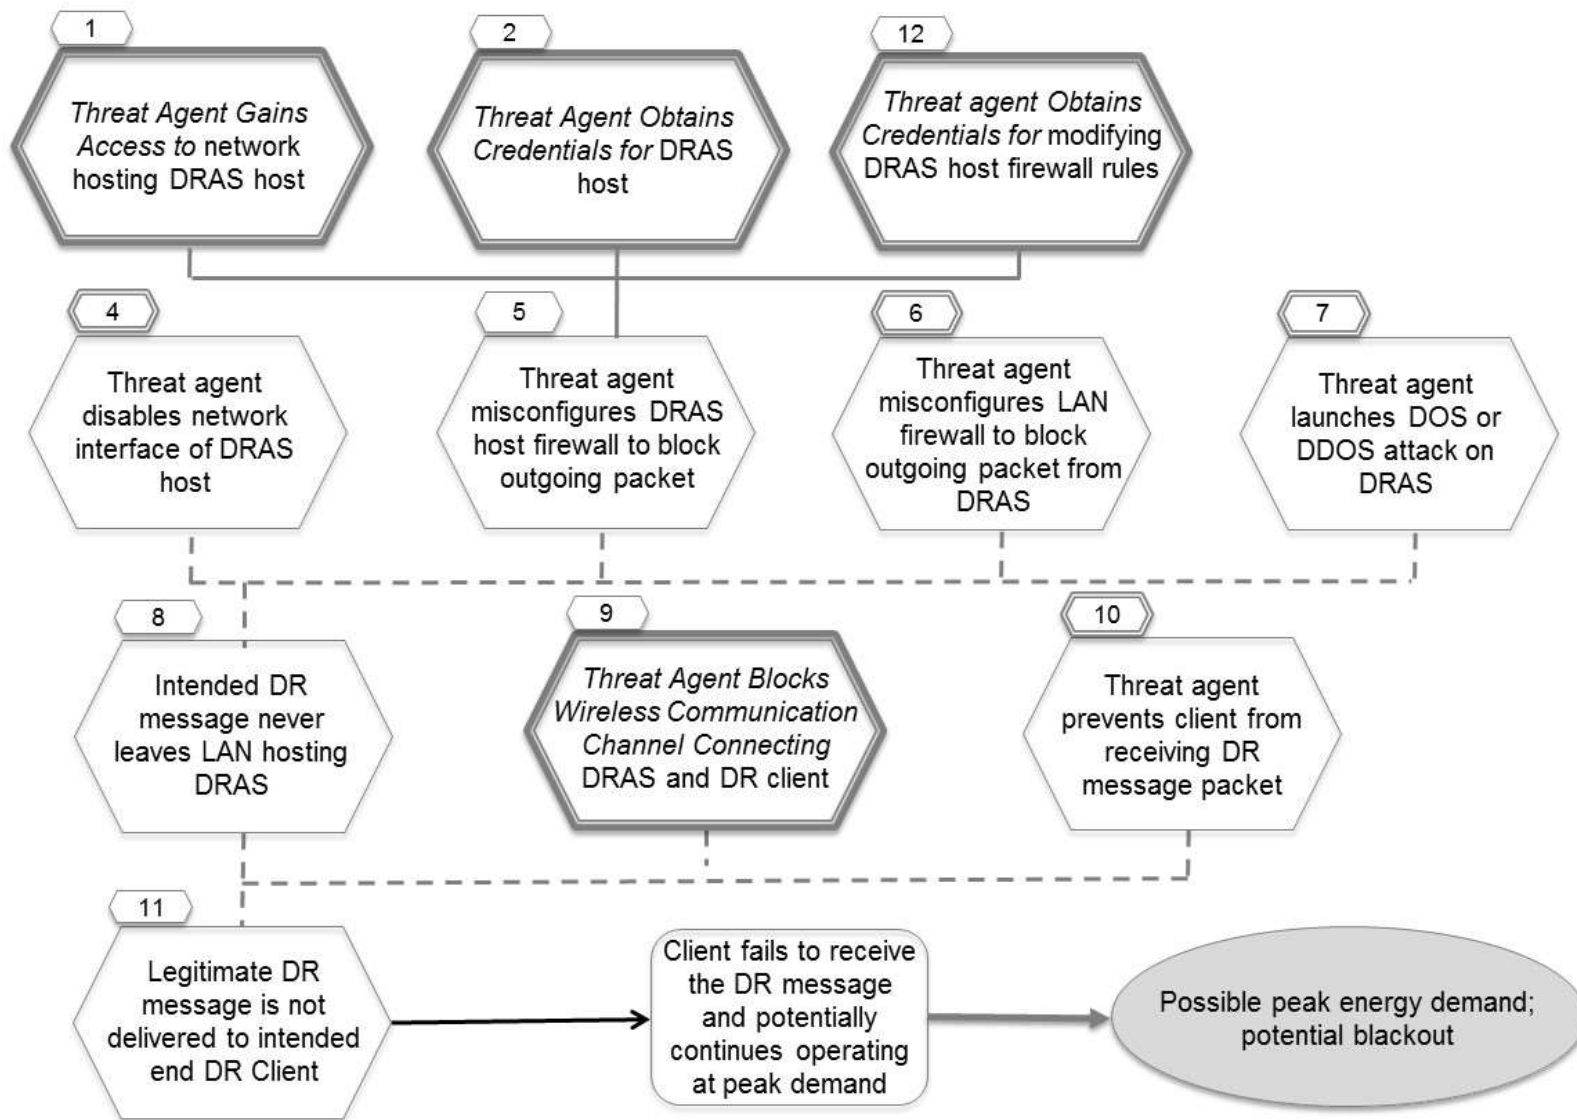 1
Threat Agent Gains
Access to network
hosting DRAS host
2
Threat Agent Obtains
Credentials for DRAS
host
12
Threat agent Obtains
Credentials for modifying
DRAS host firewall rules
4
Threat agent
disables network
interface of DRAS
host
5
Threat agent
misconfigures DRAS
host firewall to block
outgoing packet
6
Threat agent
misconfigures LAN
firewall to block
outgoing packet from
DRAS
7
Threat agent
launches DOS or
DDOS attack on
DRAS
8
Intended DR
message never
leaves LAN hosting
DRAS
9
Threat Agent Blocks
Wireless Communication
Channel Connecting
DRAS and DR client
10
Threat agent
prevents client from
receiving DR
message packet
11
Legitimate DR
message is not
delivered to intended
end DR Client
Client fails to receive
the DR message
and potentially
continues operating
at peak demand
Possible peak energy demand;
potential blackout